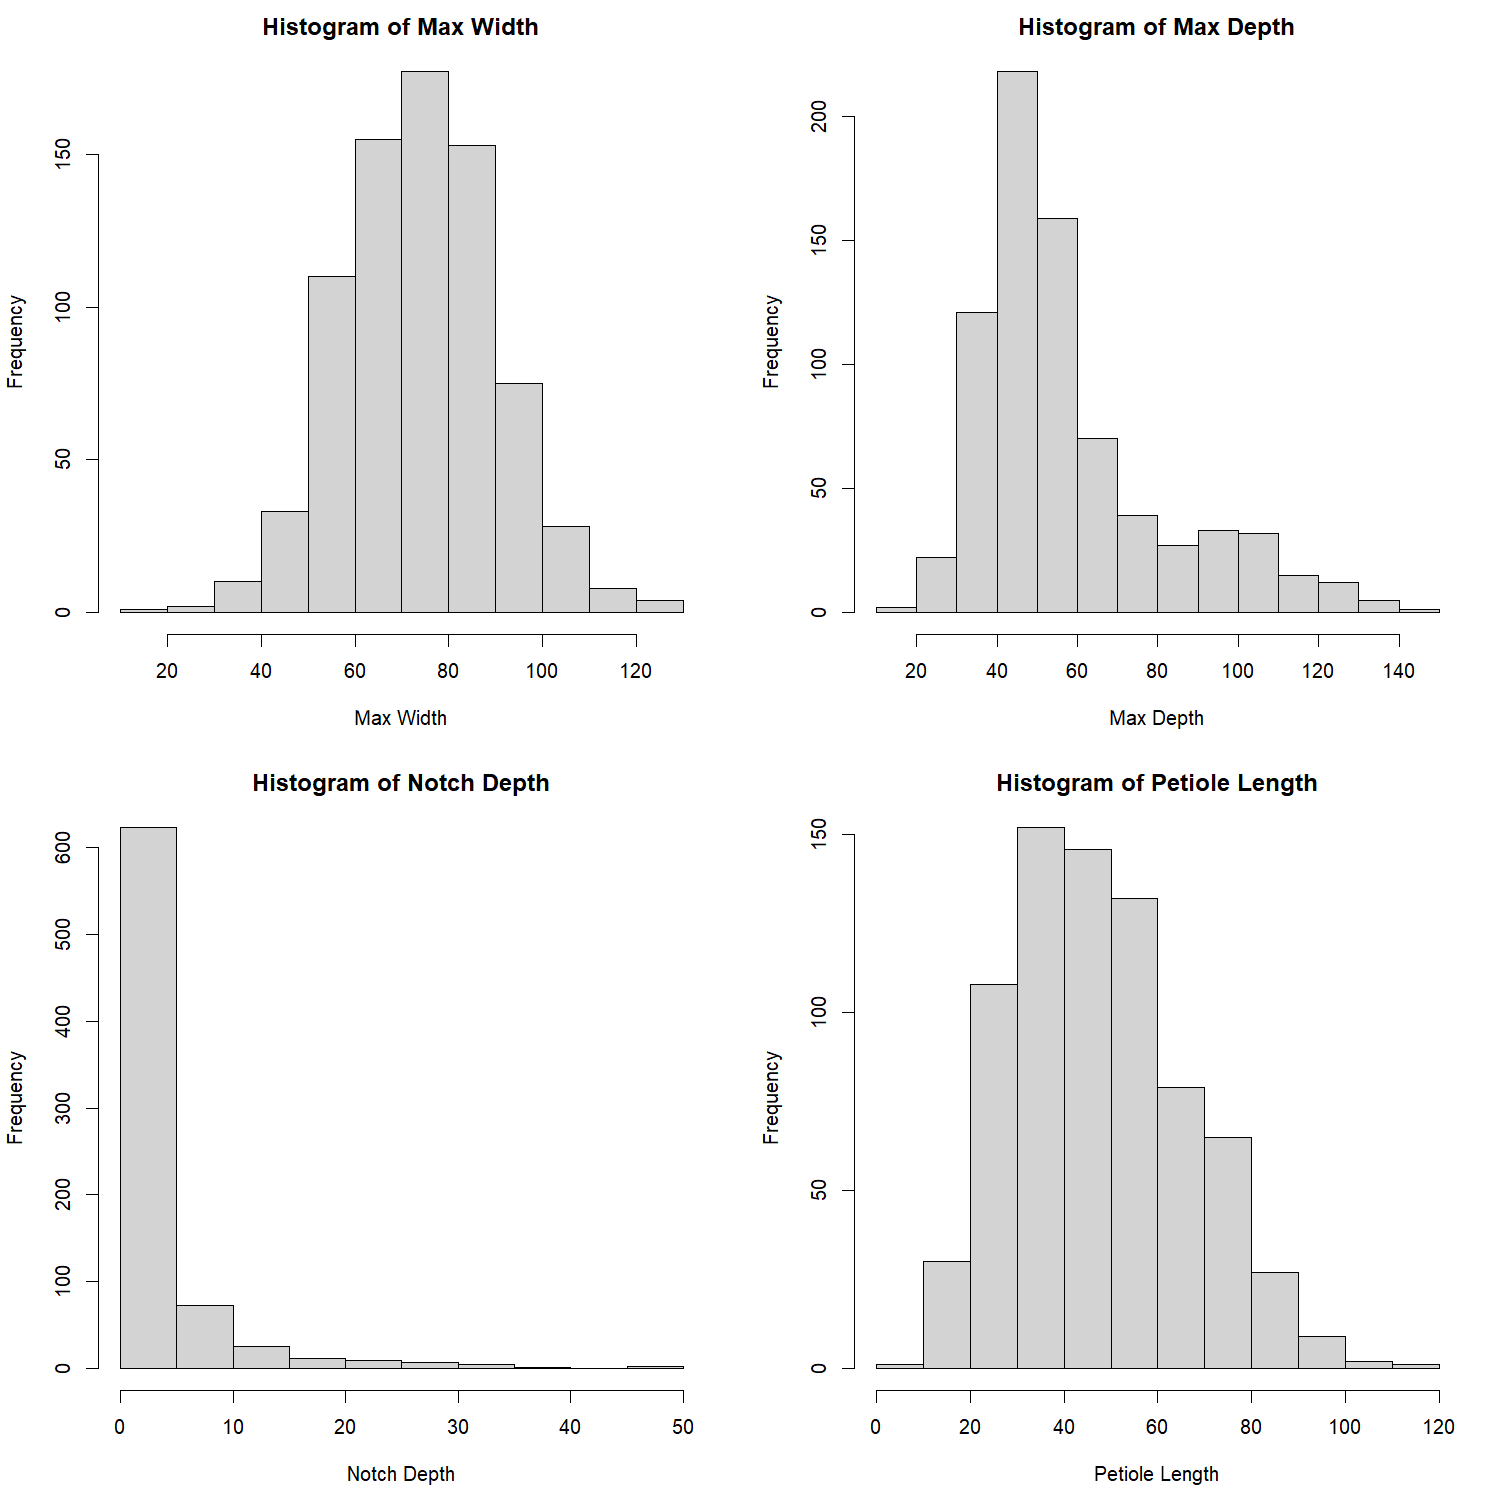 Histogram of Max Width
Frequency
0 50 100 150
20 40 60 80 100 120
Max Width
Histogram of Max Depth
Frequency
0 50 100 150 200
20 40 60 80 100 120 140
Max Depth
Histogram of Notch Depth
Frequency
0 100 200 300 400 500 600
0 10 20 30 40 50
Notch Depth
Histogram of Petiole Length
Frequency
0 50 100 150
0 20 40 60 80 100 120
Petiole Length